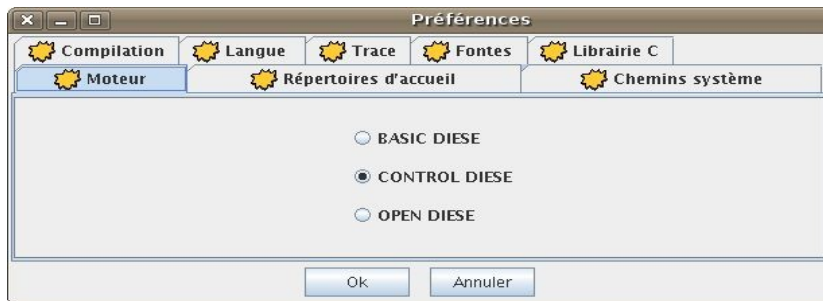 Préférences
Compilation Langue Trace Fontes Librairie C
Moteur Répertoires d'accueil Chemins système
BASIC DIESE
CONTROL DIESE
OPEN DIESE
Ok Annuler